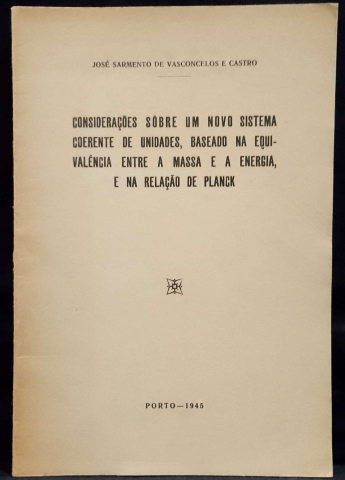 JOSÉ SARMENTO DE VASCONCELOS E CASTRO
CONSIDERAÇÕES SÔBRE UM NOVO SISTEMA
COERENTE DE UNIDADES, BASEADO NA EQUI-
VALÊNCIA ENTRE A MASSA E A ENERGIA,
E NA RELAÇÃO DE PLANCK
PORTO—1945